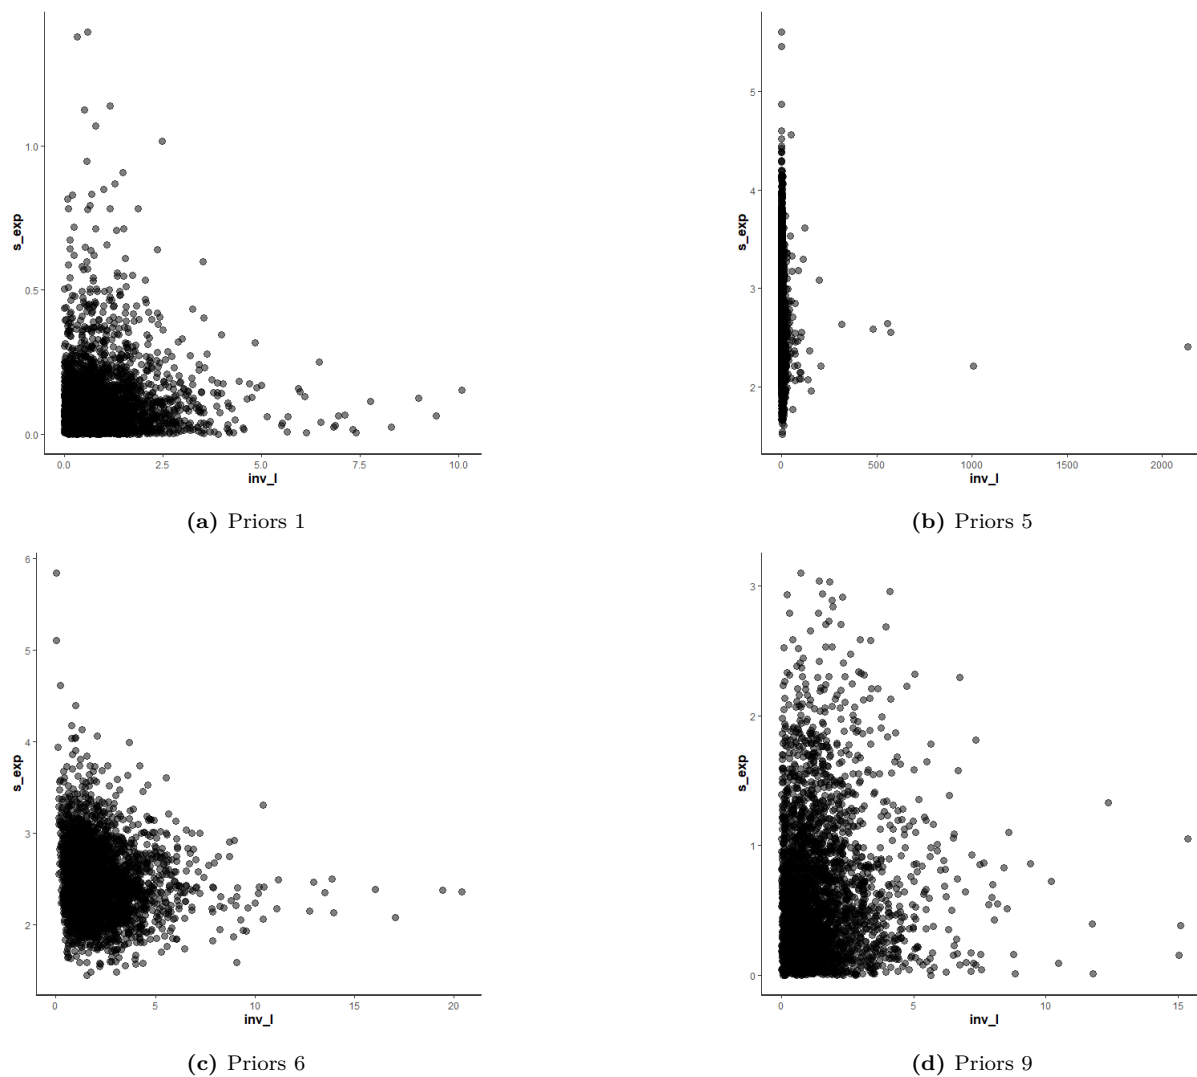 s_exp
1.0
0.5
0.0
0.0 2.5 5.0 7.5 10.0
inv_l
(a) Priors 1
s_exp
5
4
3
2
0 500 1000 1500 2000
inv_l
(b) Priors 5
s_exp
6
5
4
3
2
0 5 10 15 20
inv_l
(c) Priors 6
s_exp
3
2
1
0
0 5 10 15
inv_l
(d) Priors 9